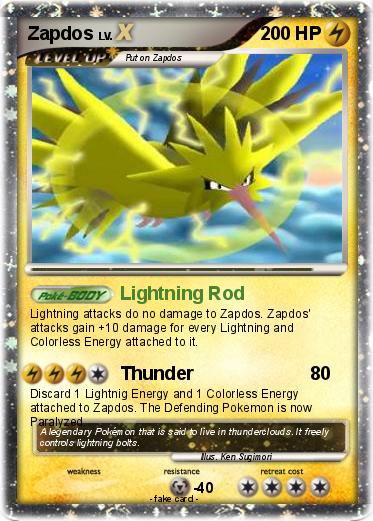 Zapdos LV. X 200 HP
LEVEL-UP Put on Zapdos
Poké-BODY Lightning Rod
Lightning attacks do no damage to Zapdos. Zapdos'
attacks gain +10 damage for every Lightning and
Colorless Energy attached to it.
Thunder 80
Discard 1 Lightnig Energy and 1 Colorless Energy
attached to Zapdos. The Defending Pokemon is now
Paralyzed.
A legendary Pokémon that is said to live in thunderclouds. It freely
controls lightning bolts.
Illus. Ken Sugimori
weakness resistance retreat cost
-40
- fake card -